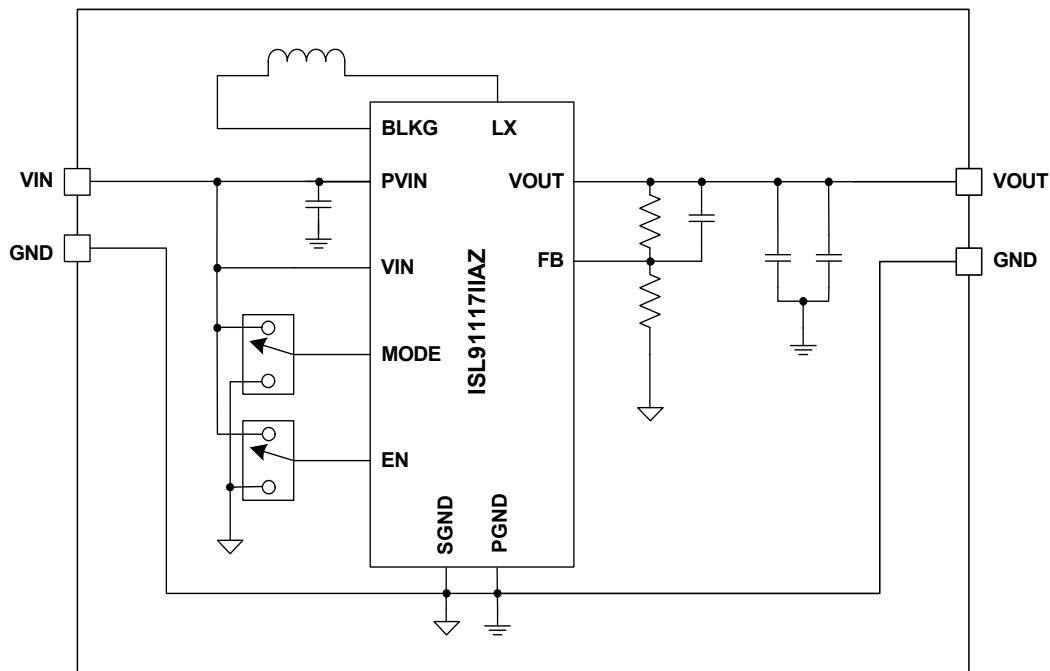 BLKG LX
VIN PVIN VOUT VOUT
GND VIN FB GND
ISL91117IIAZ
MODE
EN
SGND PGND